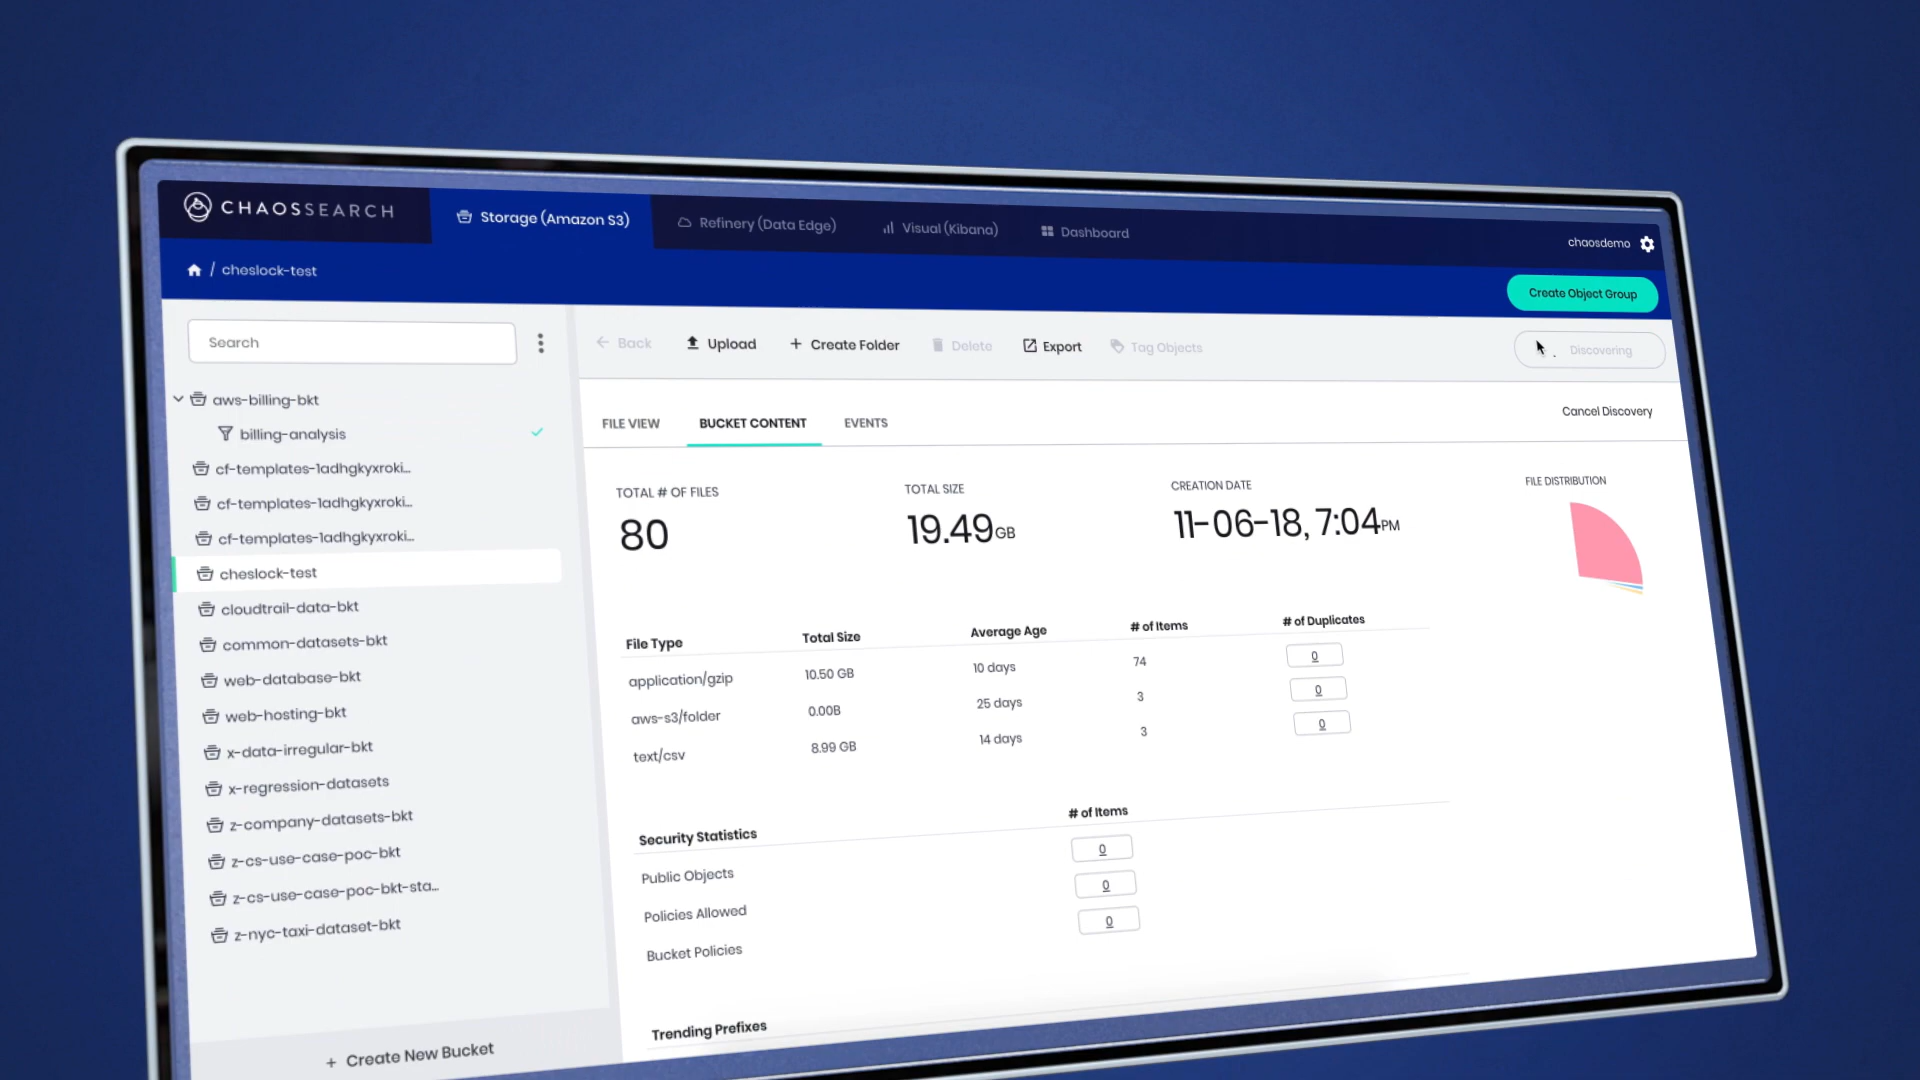 CHAOSSEARCH
Storage (Amazon S3)
Refinery (Data Edge)
Visual (Kibana)
Dashboard
chaosdemo
/ cheslock-test
Create Object Group
Search
Back
Upload
+ Create Folder
Delete
Export
Tag Objects
Discovering
aws-billing-bkt
billing-analysis
cf-templates-1adhgkyxroki...
cf-templates-1adhgkyxroki...
cf-templates-1adhgkyxroki...
cheslock-test
cloudtrail-data-bkt
common-datasets-bkt
web-database-bkt
web-hosting-bkt
x-data-irregular-bkt
x-regression-datasets
z-company-datasets-bkt
z-cs-use-case-poc-bkt
z-cs-use-case-poc-bkt-sta...
z-nyc-taxi-dataset-bkt
+ Create New Bucket
FILE VIEW
BUCKET CONTENT
EVENTS
Cancel Discovery
TOTAL # OF FILES
80
TOTAL SIZE
19.49GB
CREATION DATE
11-06-18, 7:04PM
FILE DISTRIBUTION
File Type Total Size Average Age # of Items # of Duplicates
application/gzip 10.50 GB 10 days 74 0
aws-s3/folder 0.00B 25 days 3 0
text/csv 8.99 GB 14 days 3 0
Security Statistics # of Items
Public Objects 0
Policies Allowed 0
Bucket Policies 0
Trending Prefixes